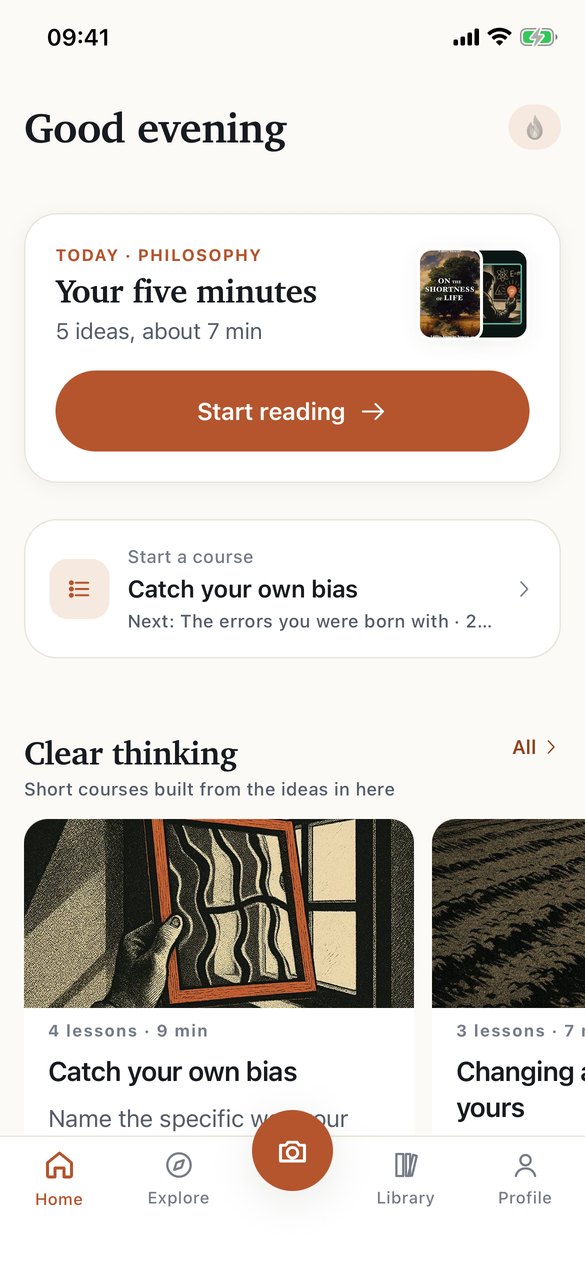 09:41
Good evening
TODAY · PHILOSOPHY
Your five minutes
5 ideas, about 7 min
ON THE
SHORTNESS
OF LIFE
Start reading
Start a course
Catch your own bias
Next: The errors you were born with · 2...
Clear thinking
All
Short courses built from the ideas in here
4 lessons · 9 min
Catch your own bias
Name the specific
3 lessons · 7
Changing
yours
Home
Explore
Library
Profile